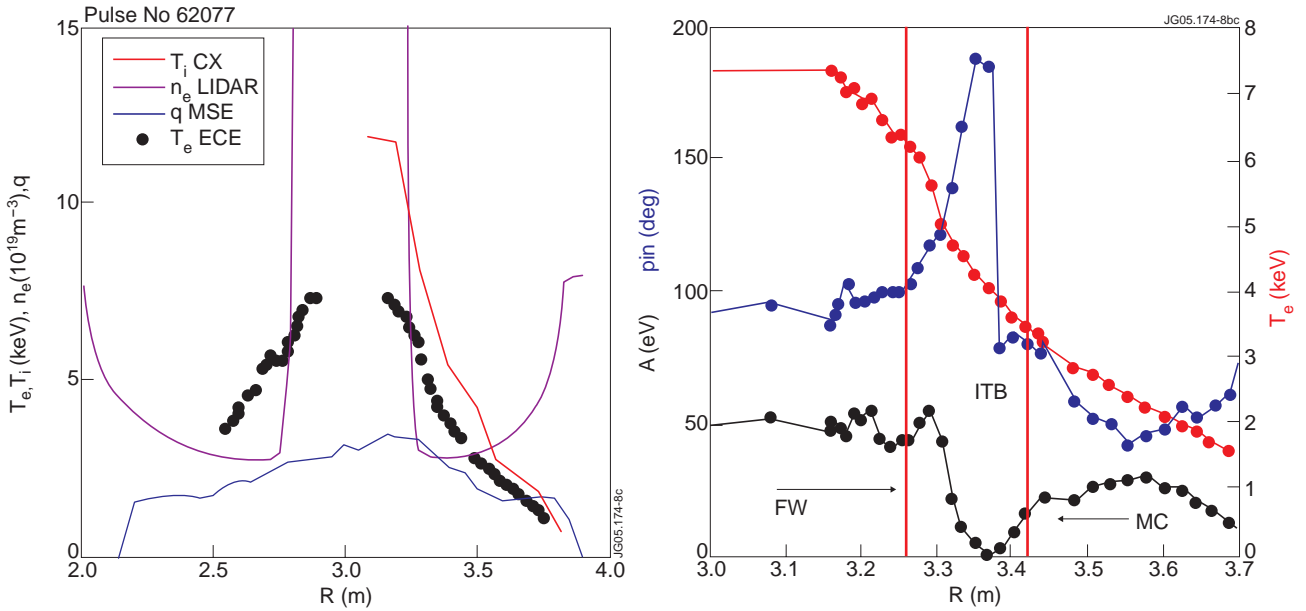 Pulse No 62077
15
10
5
0
T_e,T_i (keV), n_e(10^19m^−3),q
T_i CX
n_e LIDAR
q MSE
T_e ECE
2.0 2.5 3.0 3.5 4.0
R (m)
JG05.174-8c
JG05.174-8bc
200
150
100
50
0
A (eV)
pin (deg)
8
7
6
5
4
3
2
1
0
T_e (keV)
ITB
FW
MC
3.0 3.1 3.2 3.3 3.4 3.5 3.6 3.7
R (m)